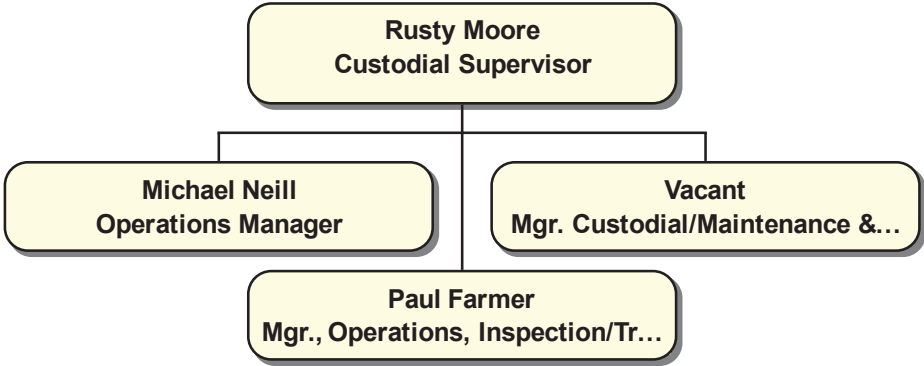 Rusty Moore
Custodial Supervisor
Michael Neill
Operations Manager
Vacant
Mgr. Custodial/Maintenance &...
Paul Farmer
Mgr., Operations, Inspection/Tr...